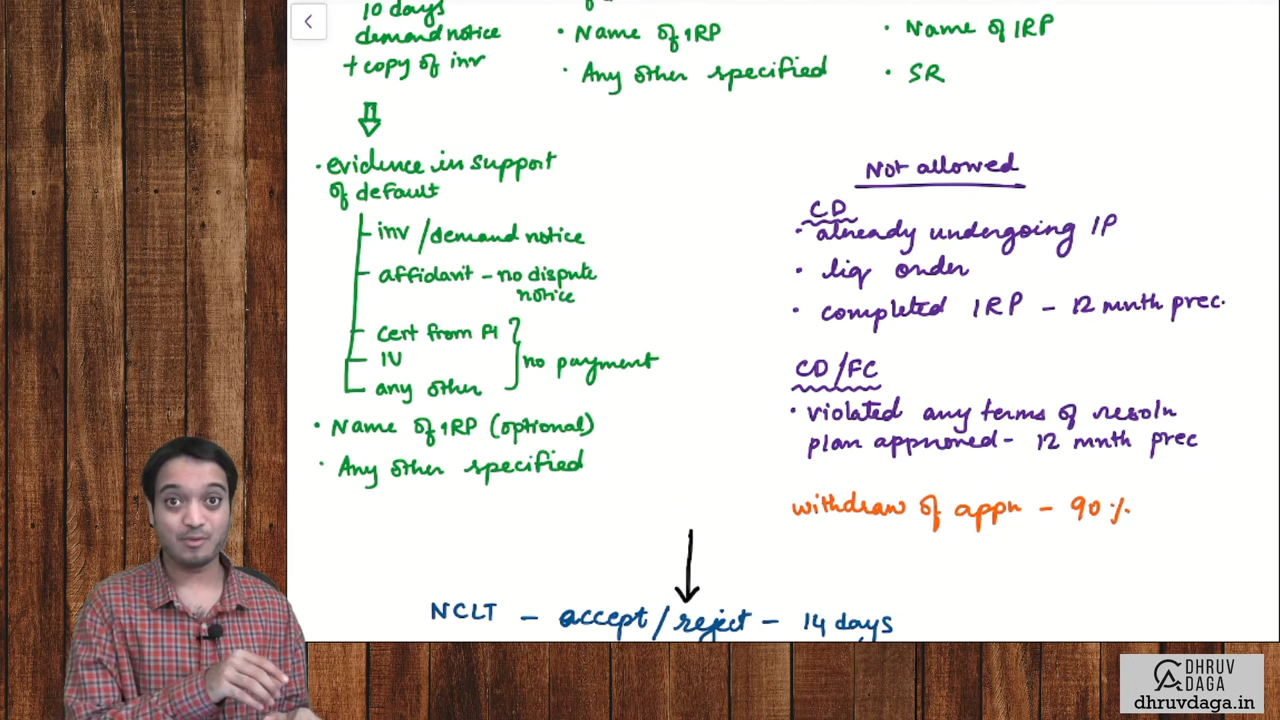 10 days
demand notice
+ copy of inv
· Name of IRP
· Any other specified
· Name of IRP
· SR
· evidence in support
of default
inv / demand notice
affidavit – no dispute
notice
Cert from FI
IU
any other
no payment
· Name of IRP (optional)
· Any other specified
Not allowed
CD
· already undergoing IP
· liq order
· completed IRP – 12 mnth prec.
CD/FC
· violated any terms of resoln
plan approved – 12 mnth prec
withdraw of appn – 90%
NCLT – accept/reject – 14 days
DHRUV
DAGA
dhruvdaga.in